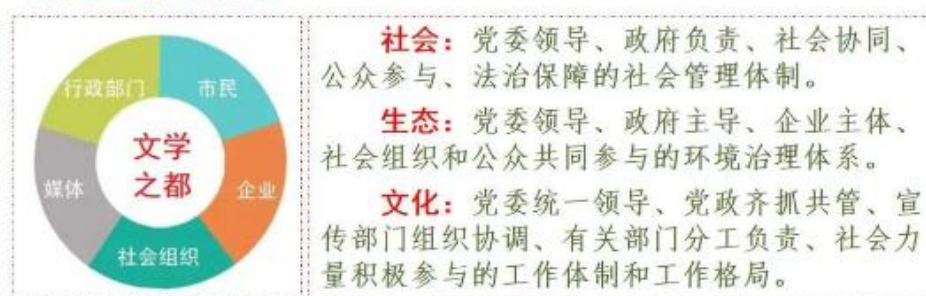 行政部门
市民
文学
之都
媒体
企业
社会组织
社会：党委领导、政府负责、社会协同、
公众参与、法治保障的社会管理体制。
生态：党委领导、政府主导、企业主体、
社会组织和公众共同参与的环境治理体系。
文化：党委统一领导、党政齐抓共管、宣
传部门组织协调、有关部门分工负责、社会力
量积极参与的工作体制和工作格局。